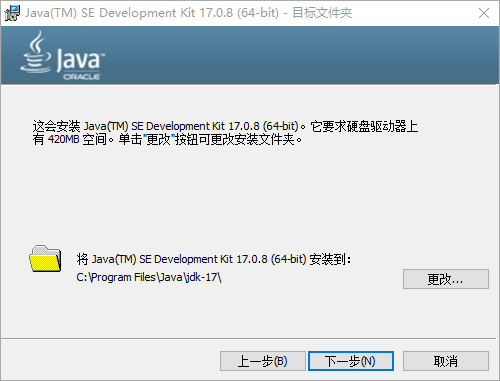 Java(TM) SE Development Kit 17.0.8 (64-bit) - 目标文件夹
Java
ORACLE
这会安装 Java(TM) SE Development Kit 17.0.8 (64-bit)。它要求硬盘驱动器上
有 420MB 空间。单击"更改"按钮可更改安装文件夹。
将 Java(TM) SE Development Kit 17.0.8 (64-bit) 安装到：
C:\Program Files\Java\jdk-17\
更改...
上一步(B)
下一步(N)
取消